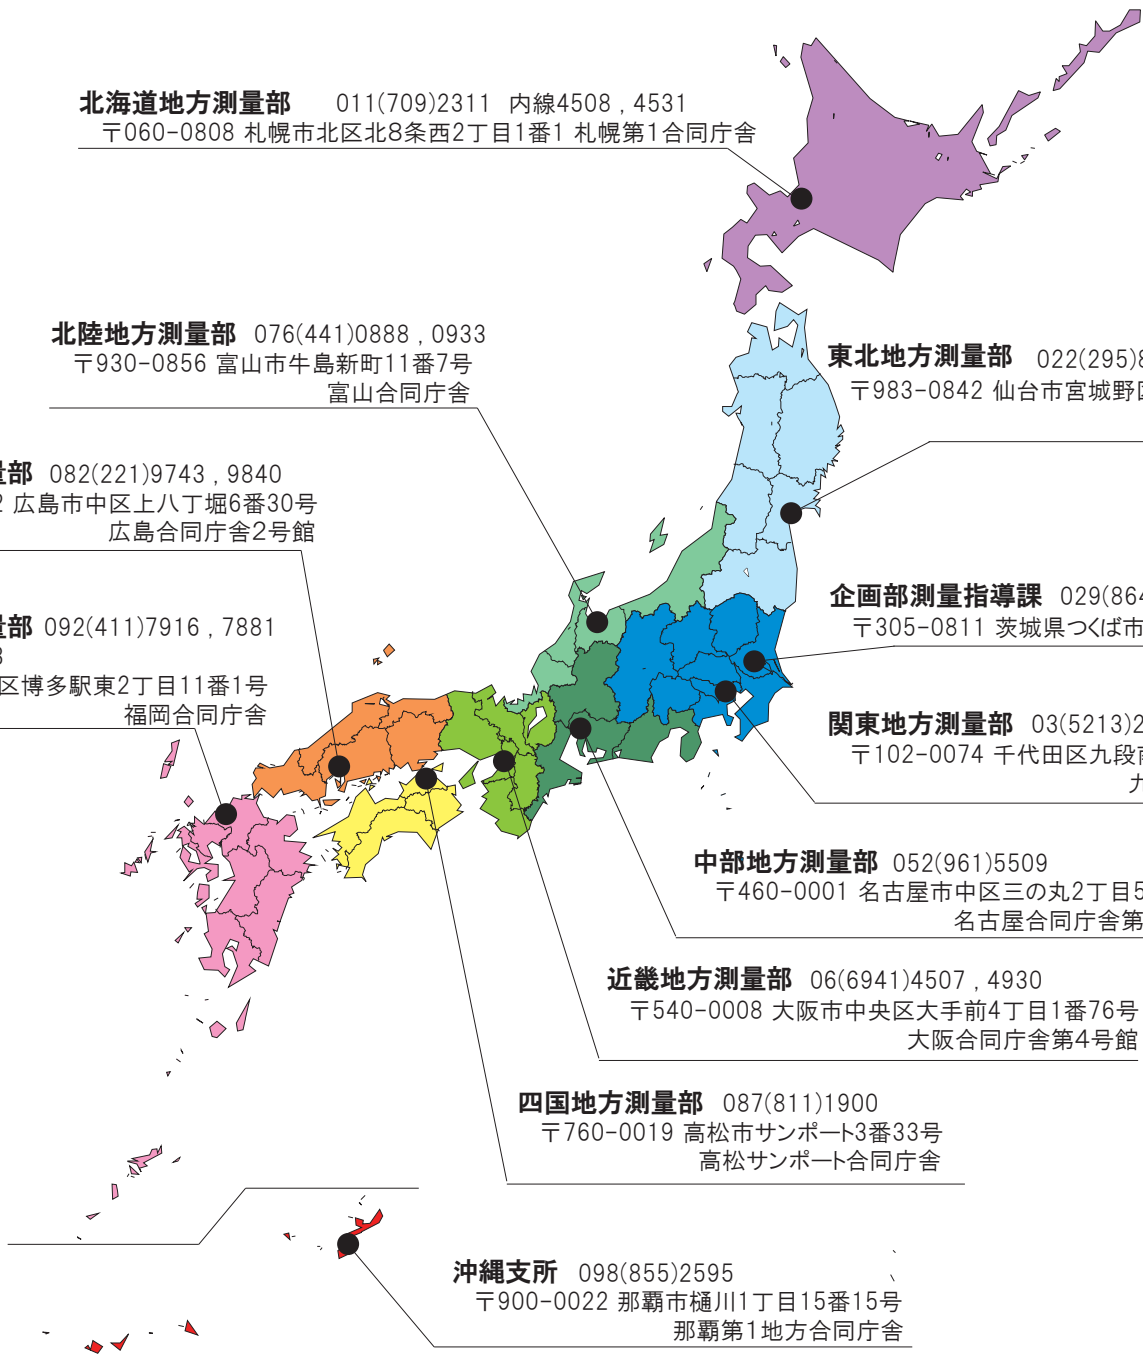 北海道地方測量部 011(709)2311 内線4508 , 4531
〒060-0808 札幌市北区北8条西2丁目1番1 札幌第1合同庁舎
北陸地方測量部 076(441)0888 , 0933
〒930-0856 富山市牛島新町11番7号
富山合同庁舎
東北地方測量部 022(295)8
〒983-0842 仙台市宮城野区
量部 082(221)9743 , 9840
2 広島市中区上八丁堀6番30号
広島合同庁舎2号館
企画部測量指導課 029(864
〒305-0811 茨城県つくば市
量部 092(411)7916 , 7881
3
区博多駅東2丁目11番1号
福岡合同庁舎
関東地方測量部 03(5213)2
〒102-0074 千代田区九段南
九
中部地方測量部 052(961)5509
〒460-0001 名古屋市中区三の丸2丁目5
名古屋合同庁舎第
近畿地方測量部 06(6941)4507 , 4930
〒540-0008 大阪市中央区大手前4丁目1番76号
大阪合同庁舎第4号館
四国地方測量部 087(811)1900
〒760-0019 高松市サンポート3番33号
高松サンポート合同庁舎
沖縄支所 098(855)2595
〒900-0022 那覇市樋川1丁目15番15号
那覇第1地方合同庁舎